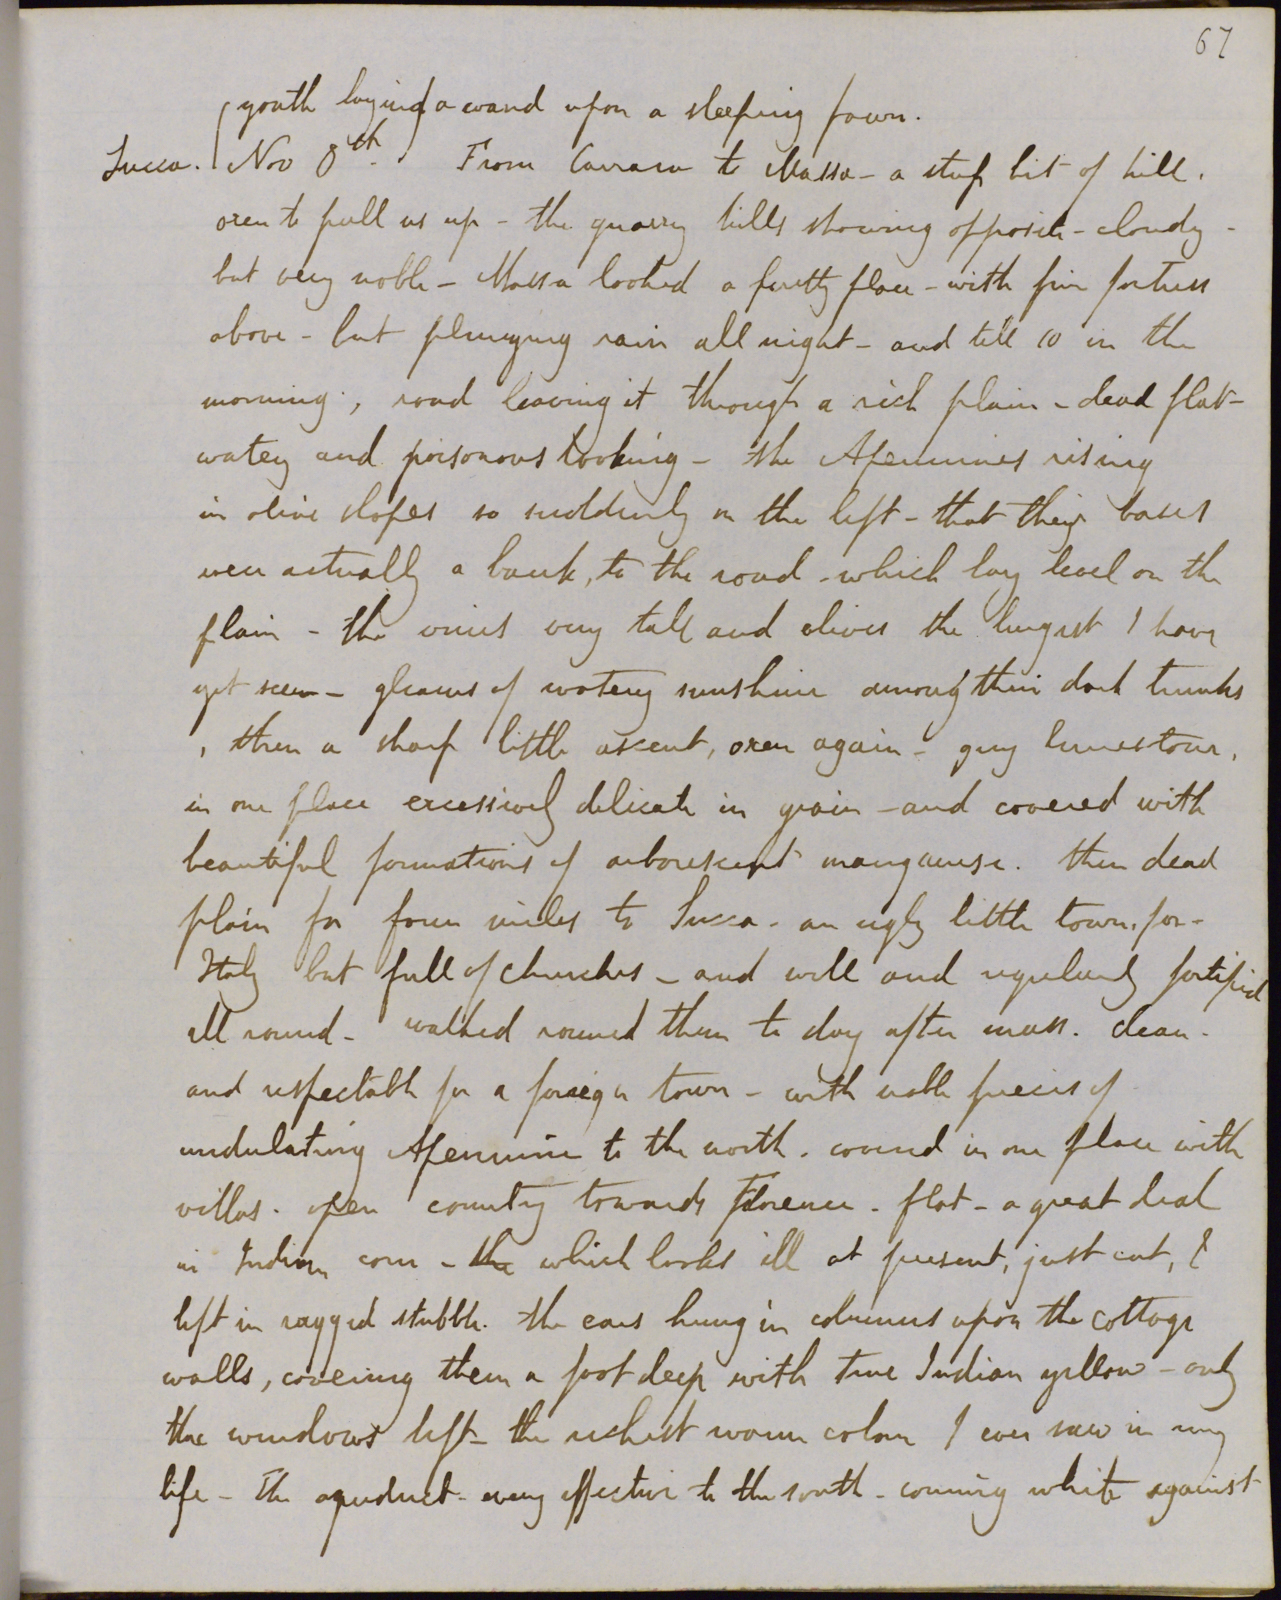 67
(youth laying) a wand upon a sleeping fawn.
Lucca. Nov 8th. From Carrara to Massa - a steep bit of hill.
oxen to pull us up - the quarry hills showing opposite - cloudy -
but very noble - Massa looked a pretty place - with fine fortress
above - but plunging rain all night - and till 10 in the
morning; road leaving it through a rich plain - dead flat -
watery and poisonous looking - the Apennines rising
in olive slopes so suddenly on the left - that their bases
were actually a bank, to the road - which lay level on the
plain - the vines very tall and olives the largest I have
yet seen - gleams of watery sunshine among their dark trunks
, then a sharp little ascent, oxen again - grey limestone,
in one place excessively delicate in grain - and covered with
beautiful formations of arborescent manganese. then dead
plain for four miles to Lucca - an ugly little town, for -
Italy but full of churches - and well and regularly fortified
all round - walked round them to day after mass. clean -
and respectable for a foreign town - with noble pieces of
undulating Apennine to the north. covered in one place with
villas. open country towards Florence - flat - a great deal
in Indian corn - the which looks ill at present, just cut, &
left in ragged stubble. the ears hung in columns upon the cottage
walls, covering them a foot deep with true Indian yellow - only
the windows left - the richest warm colour I ever saw in my
life - The aqueduct - very effective to the south - coming white against